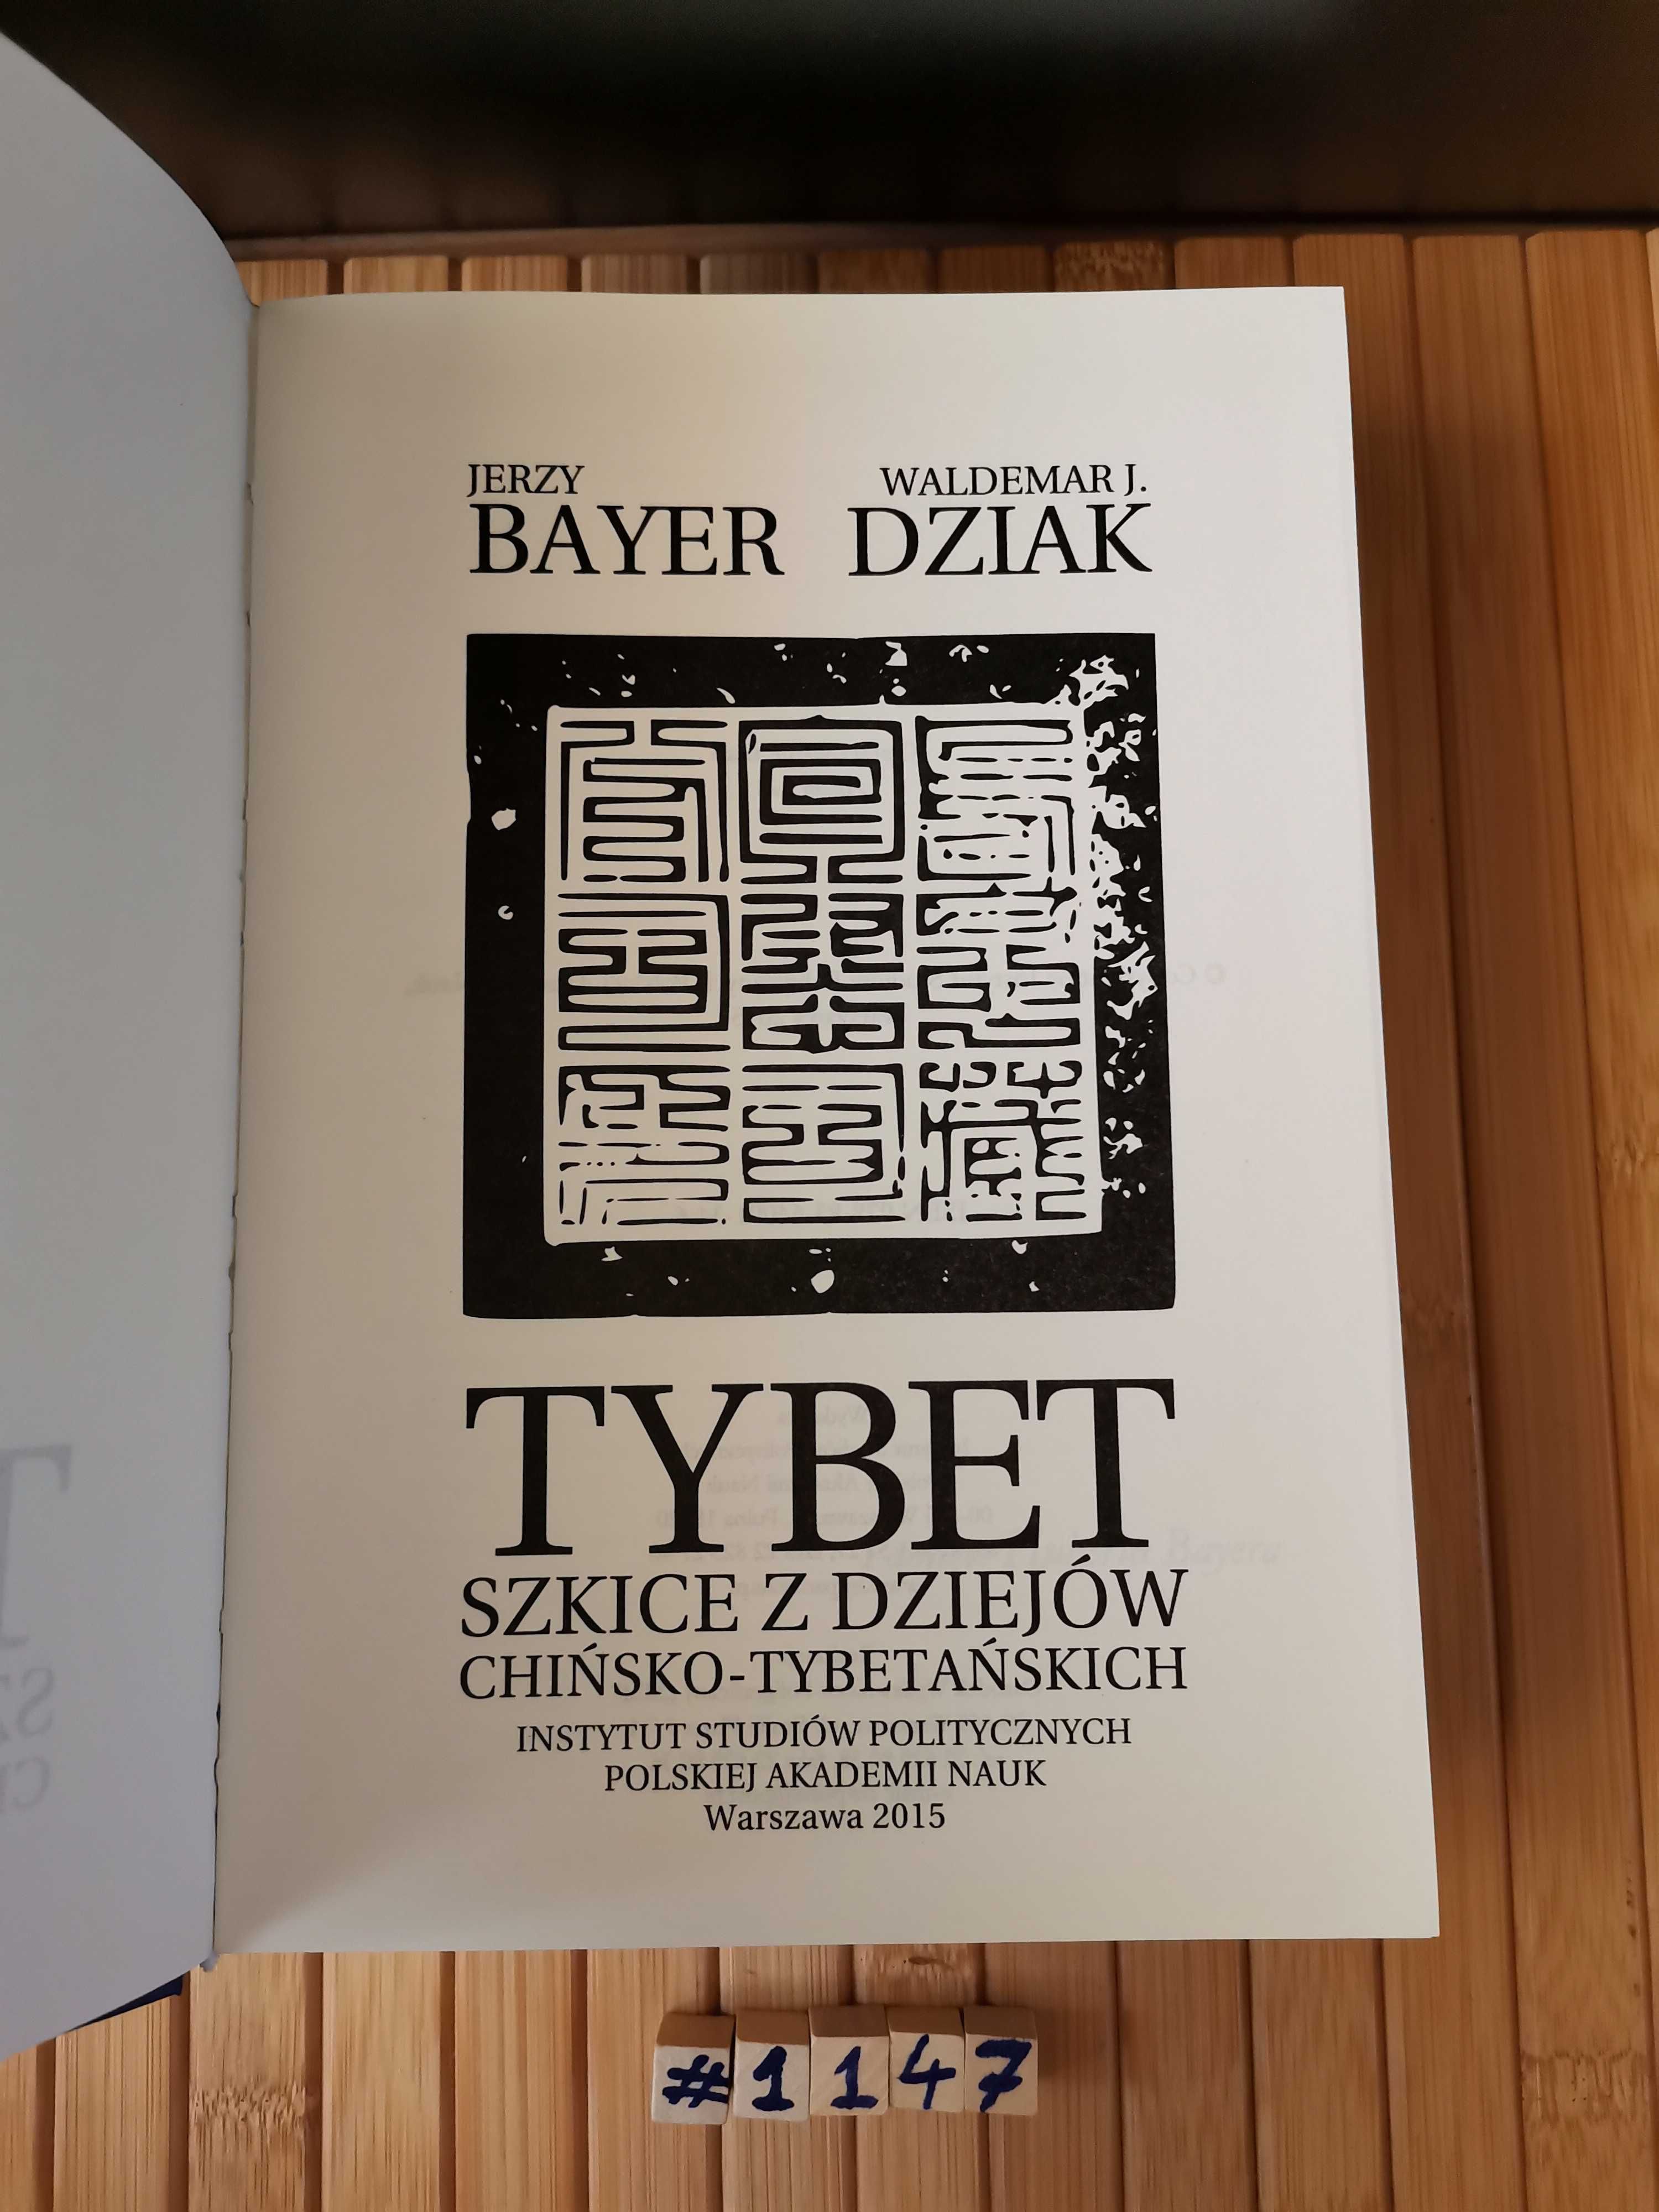 JERZY WALDEMAR J.
BAYER DZIAK
TYBET
SZKICE Z DZIEJÓW
CHIŃSKO-TYBETAŃSKICH
INSTYTUT STUDIÓW POLITYCZNYCH
POLSKIEJ AKADEMII NAUK
Warszawa 2015
#1147